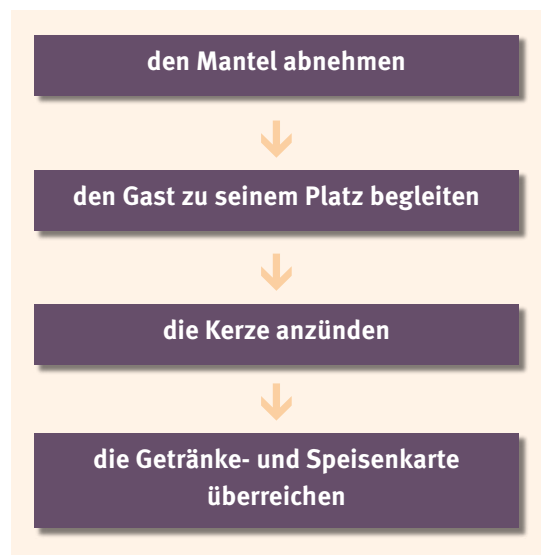 den Mantel abnehmen
den Gast zu seinem Platz begleiten
die Kerze anzünden
die Getränke- und Speisenkarte
überreichen